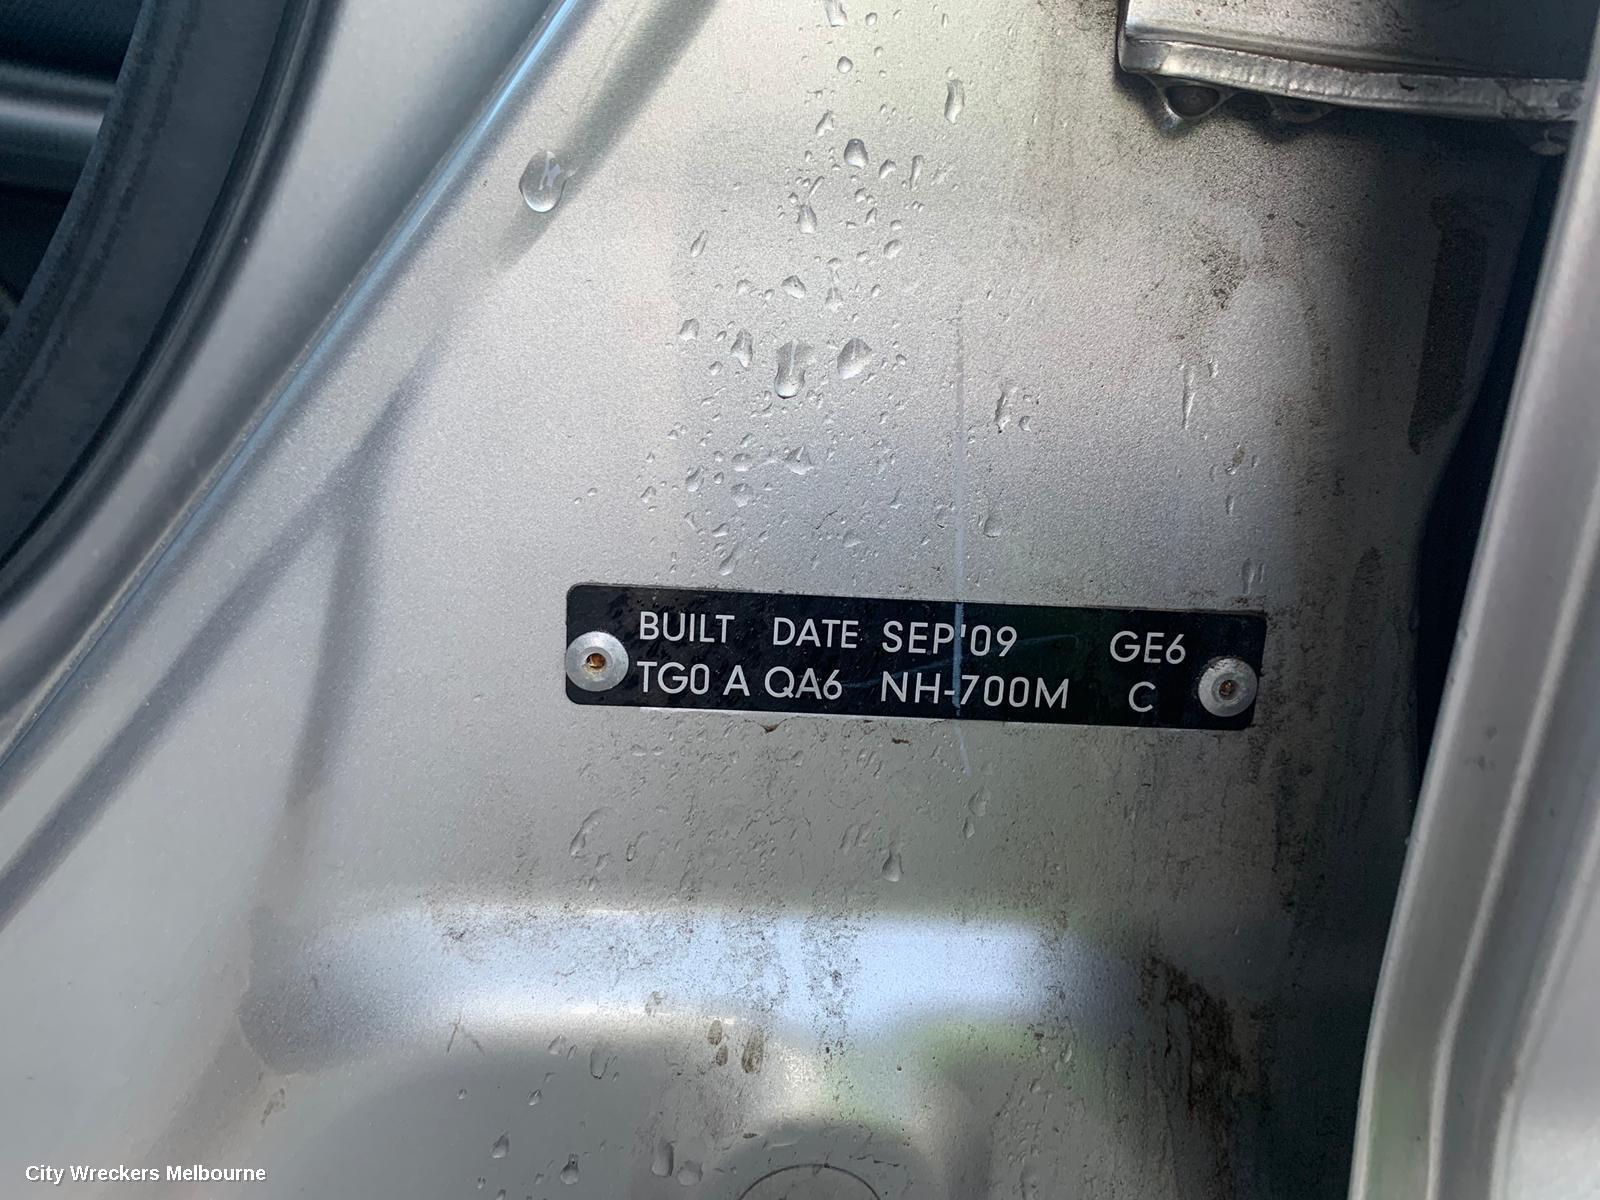 BUILT DATE SEP'09 GE6
TG0 A QA6 NH-700M C
City Wreckers Melbourne